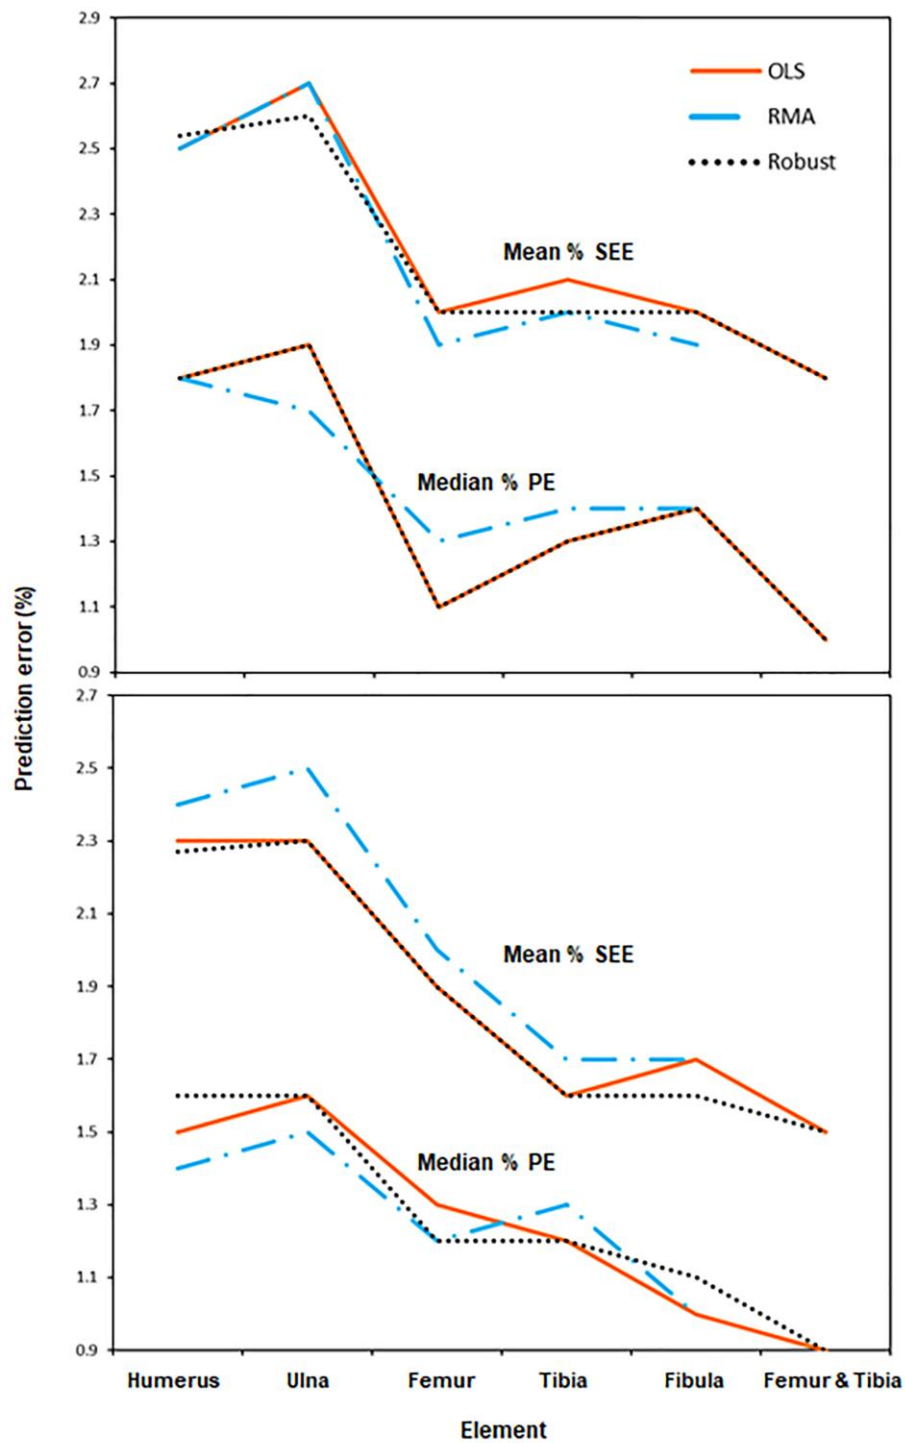 2.9
2.7
2.5
2.3
2.1
1.9
1.7
1.5
1.3
1.1
0.9
OLS
RMA
Robust
Mean % SEE
Median % PE
Prediction error (%)
2.7
2.5
2.3
2.1
1.9
1.7
1.5
1.3
1.1
0.9
Mean % SEE
Median % PE
Humerus Ulna Femur Tibia Fibula Femur & Tibia
Element